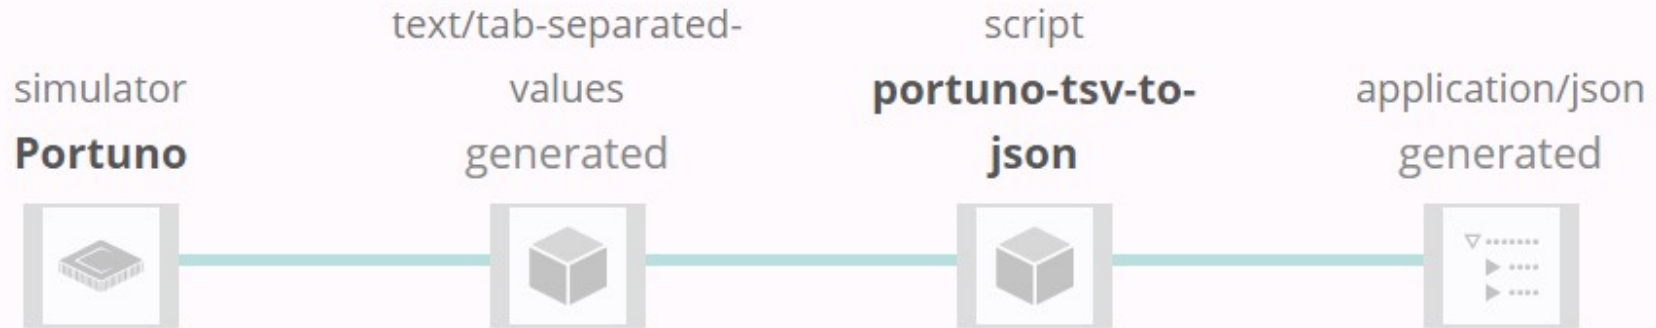 simulator
Portuno
text/tab-separated-
values
generated
script
portuno-tsv-to-
json
application/json
generated